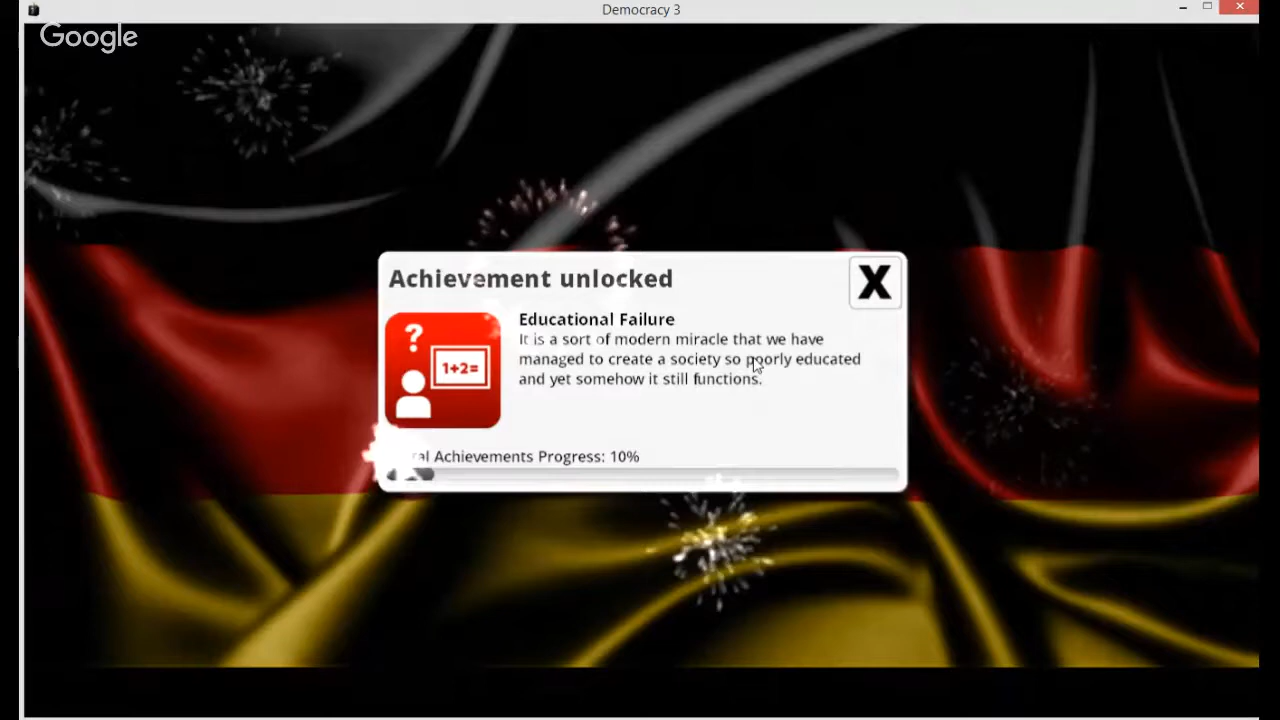 Democracy 3
Google
Achievement unlocked
X
Educational Failure
It is a sort of modern miracle that we have
managed to create a society so poorly educated
and yet somehow it still functions.
?
1+2=
Achievements Progress: 10%